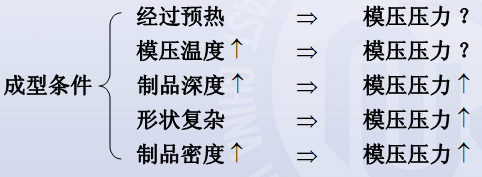 经过预热 ⇒ 模压压力？
模压温度↑ ⇒ 模压压力？
成型条件 制品深度↑ ⇒ 模压压力↑
形状复杂 ⇒ 模压压力↑
制品密度↑ ⇒ 模压压力↑